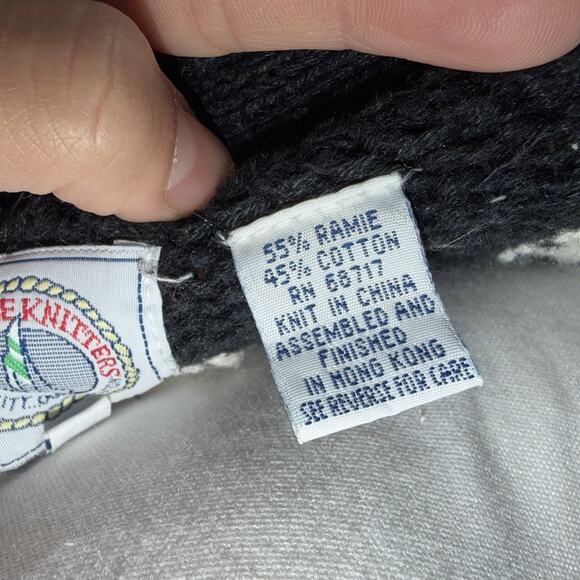 55% RAMIE
45% COTTON
RN 68717
KNIT IN CHINA
ASSEMBLED AND
FINISHED
IN HONG KONG
SEE REVERSE FOR CARE
KNITTERS